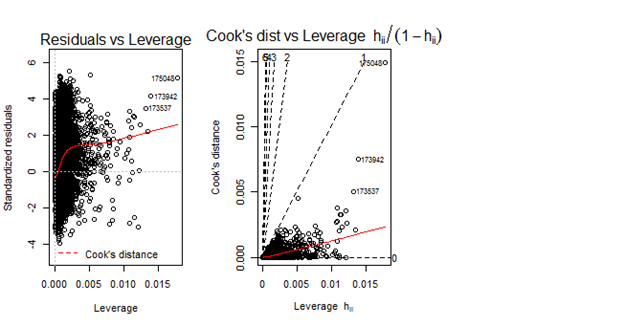 Residuals vs Leverage
Standardized residuals
6
4
2
0
-2
-4
175048
173942
173537
Cook's distance
0.000 0.005 0.010 0.015
Leverage
Cook's dist vs Leverage hᵢᵢ/(1−hᵢᵢ)
Cook's distance
0.015
0.010
0.005
0.000
2
1
175048
173942
173537
0
0 0.005 0.01 0.015
Leverage hᵢᵢ